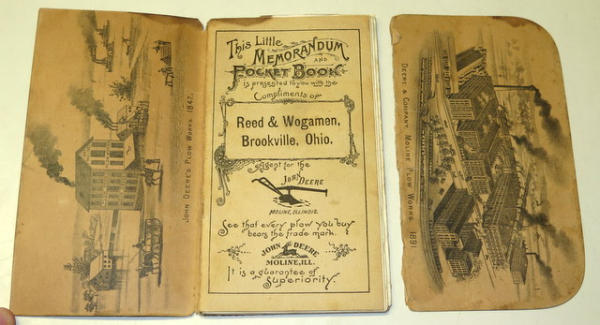 JOHN DEERE'S PLOW WORKS 1847.
This Little
MEMORANDUM
AND
POCKET BOOK
is presented to you with the
Compliments of
Reed & Wogamen,
Brookville, Ohio.
Agent for the
JOHN
DEERE
MOLINE, ILLINOIS.
See that every plow you buy
bears the trade mark.
JOHN DEERE
MOLINE, ILL.
It is a guarantee of
Superiority.
DEERE & COMPANY, MOLINE PLOW WORKS 1891.